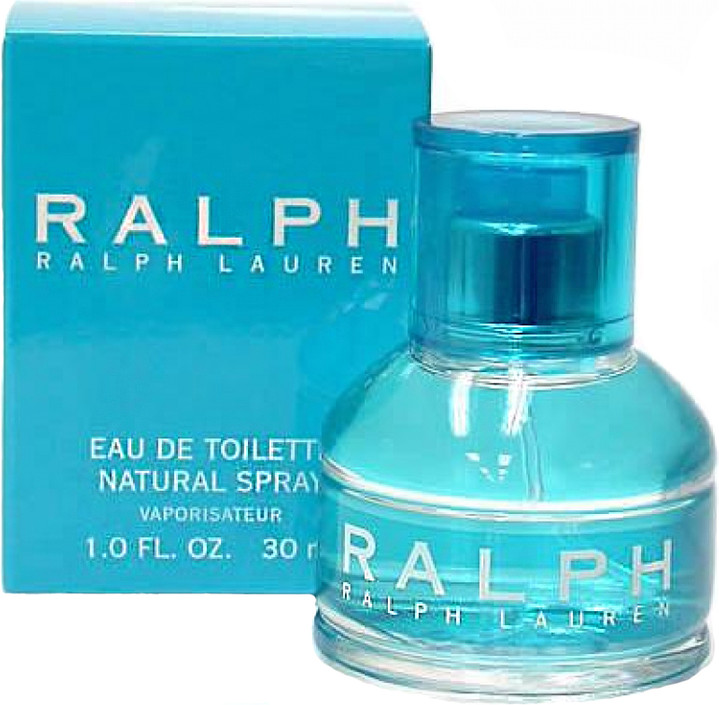 RALPH
RALPH LAUREN
EAU DE TOILETT
NATURAL SPRAY
VAPORISATEUR
1.0 FL. OZ. 30 m
RALPH
RALPH LAUREN